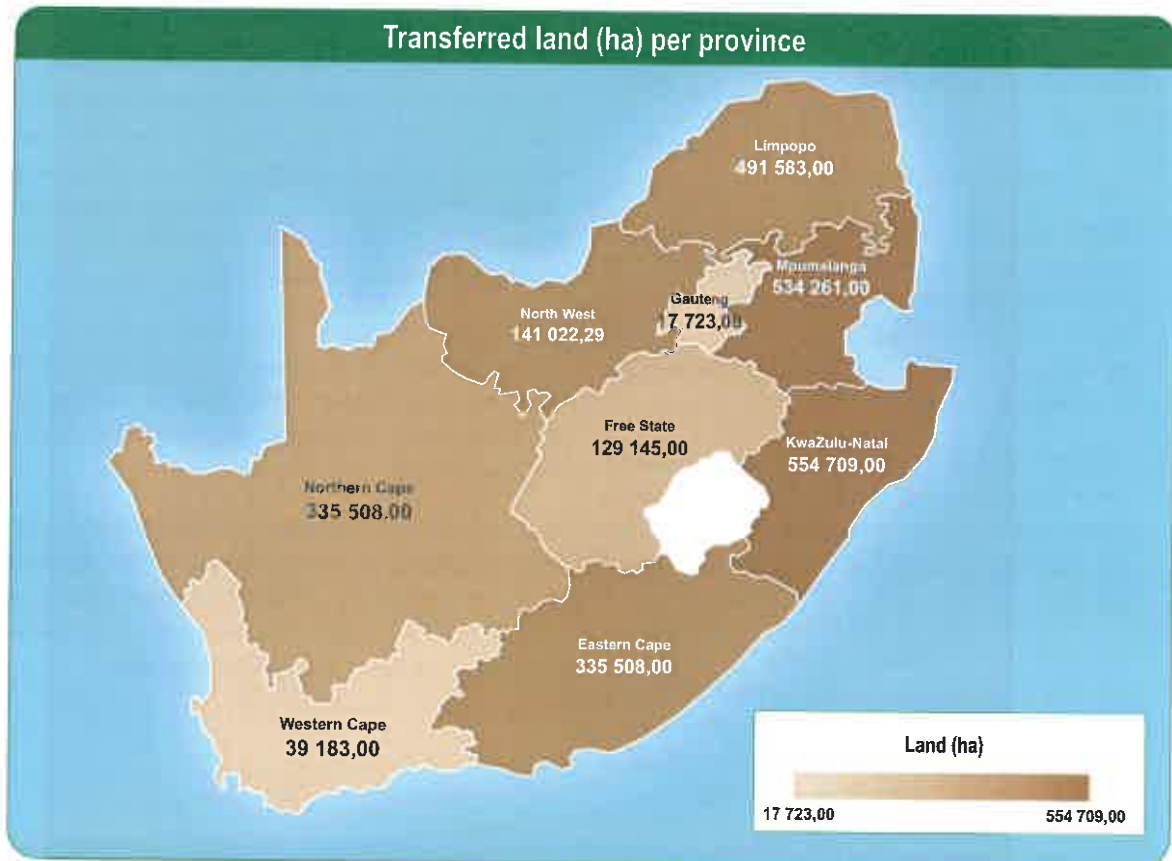 Transferred land (ha) per province
Limpopo
491 583,00
Mpumalanga
534 261,00
Gauteng
17 723,00
North West
141 022,29
Free State
129 145,00
KwaZulu-Natal
554 709,00
Northern Cape
335 508.00
Eastern Cape
335 508,00
Western Cape
39 183,00
Land (ha)
17 723,00
554 709,00